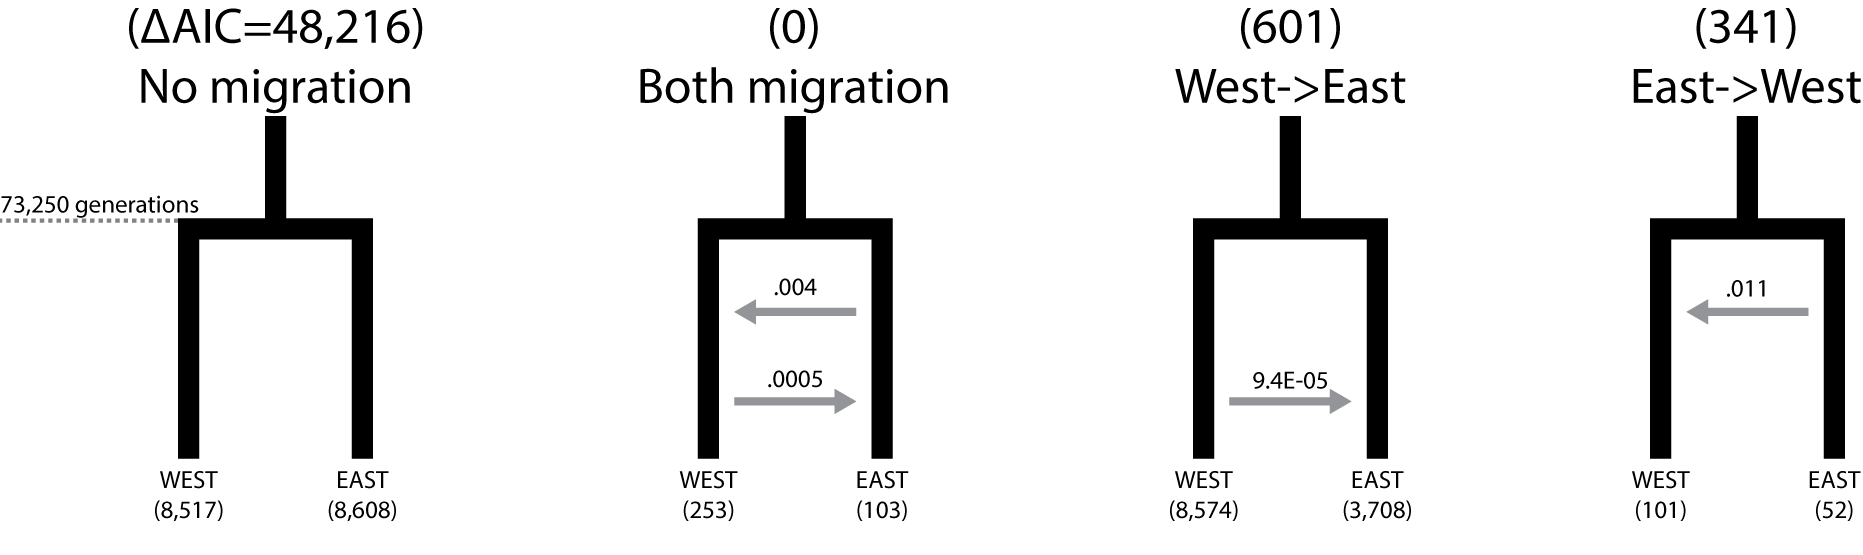 (ΔAIC=48,216)
No migration
73,250 generations
WEST
(8,517)
EAST
(8,608)
(0)
Both migration
.004
.0005
WEST
(253)
EAST
(103)
(601)
West->East
9.4E-05
WEST
(8,574)
EAST
(3,708)
(341)
East->West
.011
WEST
(101)
EAST
(52)